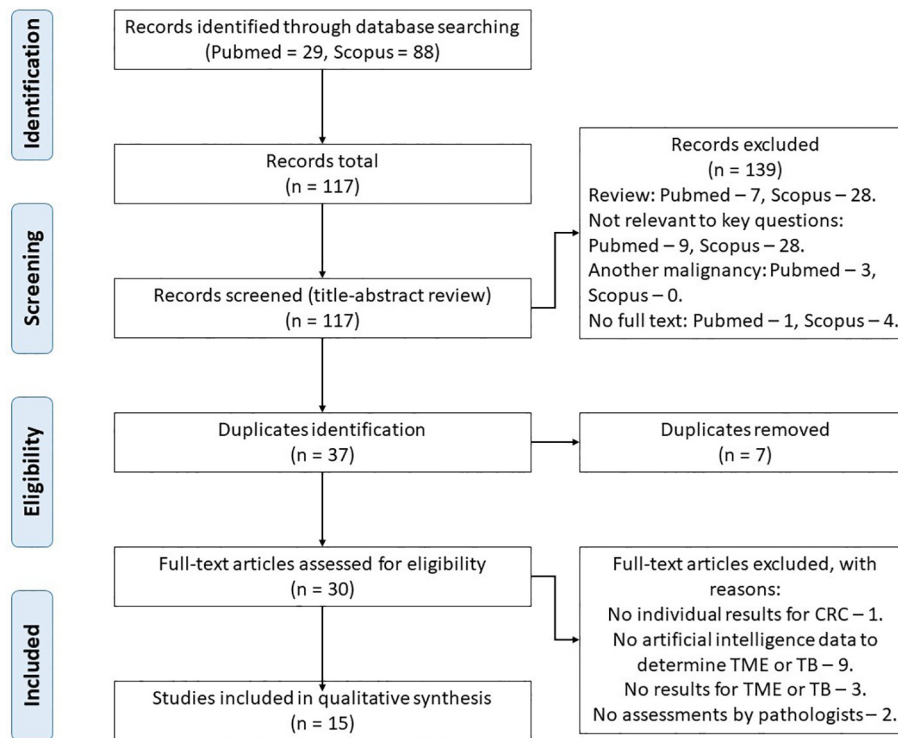 Identification
Records identified through database searching
(Pubmed = 29, Scopus = 88)
Records total
(n = 117)
Records excluded
(n = 139)
Review: Pubmed – 7, Scopus – 28.
Not relevant to key questions:
Pubmed – 9, Scopus – 28.
Another malignancy: Pubmed – 3,
Scopus – 0.
No full text: Pubmed – 1, Scopus – 4.
Screening
Records screened (title-abstract review)
(n = 117)
Eligibility
Duplicates identification
(n = 37)
Duplicates removed
(n = 7)
Full-text articles assessed for eligibility
(n = 30)
Full-text articles excluded, with
reasons:
No individual results for CRC – 1.
No artificial intelligence data to
determine TME or TB – 9.
No results for TME or TB – 3.
No assessments by pathologists – 2.
Included
Studies included in qualitative synthesis
(n = 15)